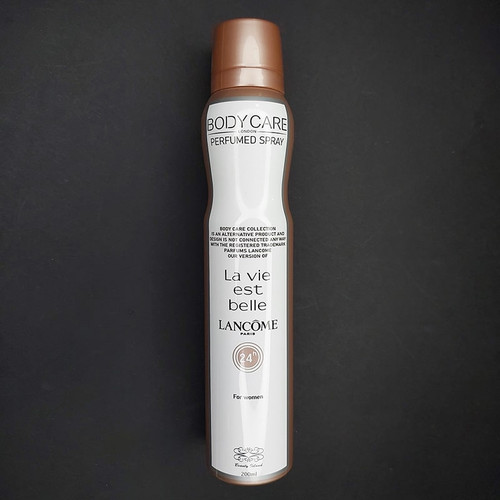 BODY CARE
LONDON
PERFUMED SPRAY
BODY CARE COLLECTION
IS AN ALTERNATIVE PRODUCT AND
DESIGN IS NOT CONNECTED ANY WAY
WITH THE REGISTERED TRADEMARK
PARFUMS LANCOME
OUR VERSION OF
La vie
est
belle
LANCÔME
PARIS
24h
For women
Beauty Island
200ml